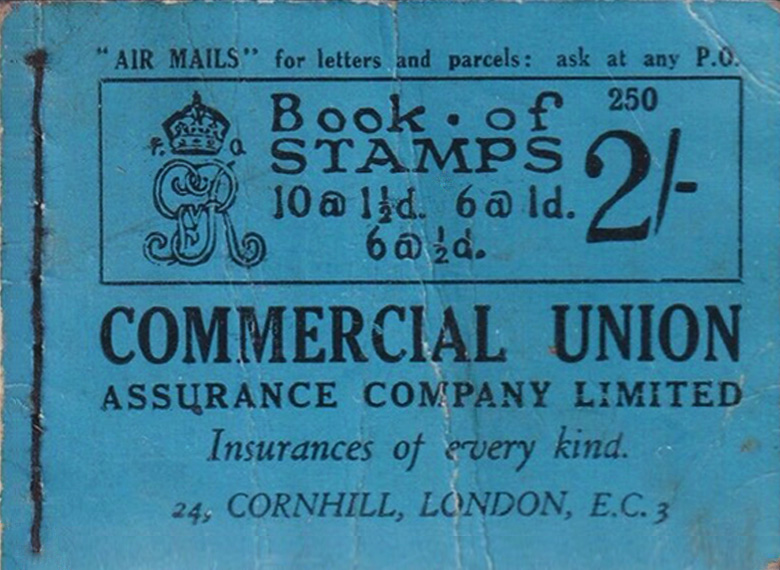 "AIR MAILS" for letters and parcels: ask at any P.O.
250
Book · of
STAMPS
2/-
10@1½d. 6@1d.
6@½d.
P. O.
GR
COMMERCIAL UNION
ASSURANCE COMPANY LIMITED
Insurances of every kind.
24, CORNHILL, LONDON, E.C. 3